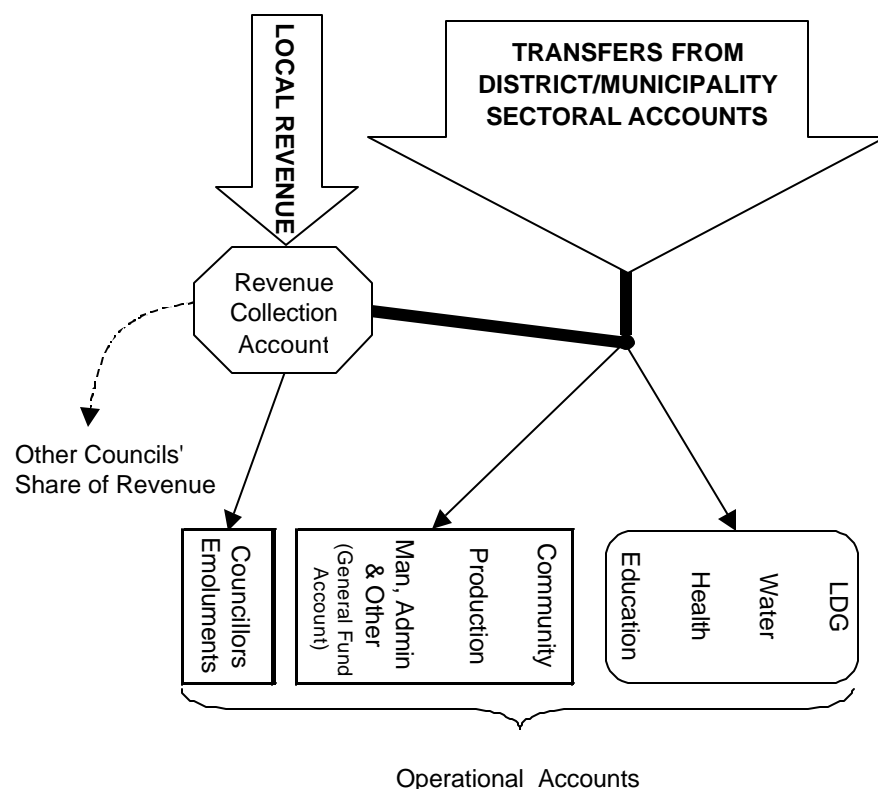 LOCAL REVENUE
TRANSFERS FROM
DISTRICT/MUNICIPALITY
SECTORAL ACCOUNTS
Revenue
Collection
Account
Other Councils'
Share of Revenue
Councillors
Emoluments
Man, Admin
& Other
(General Fund
Account)
Production
Community
Education
Health
Water
LDG
Operational Accounts